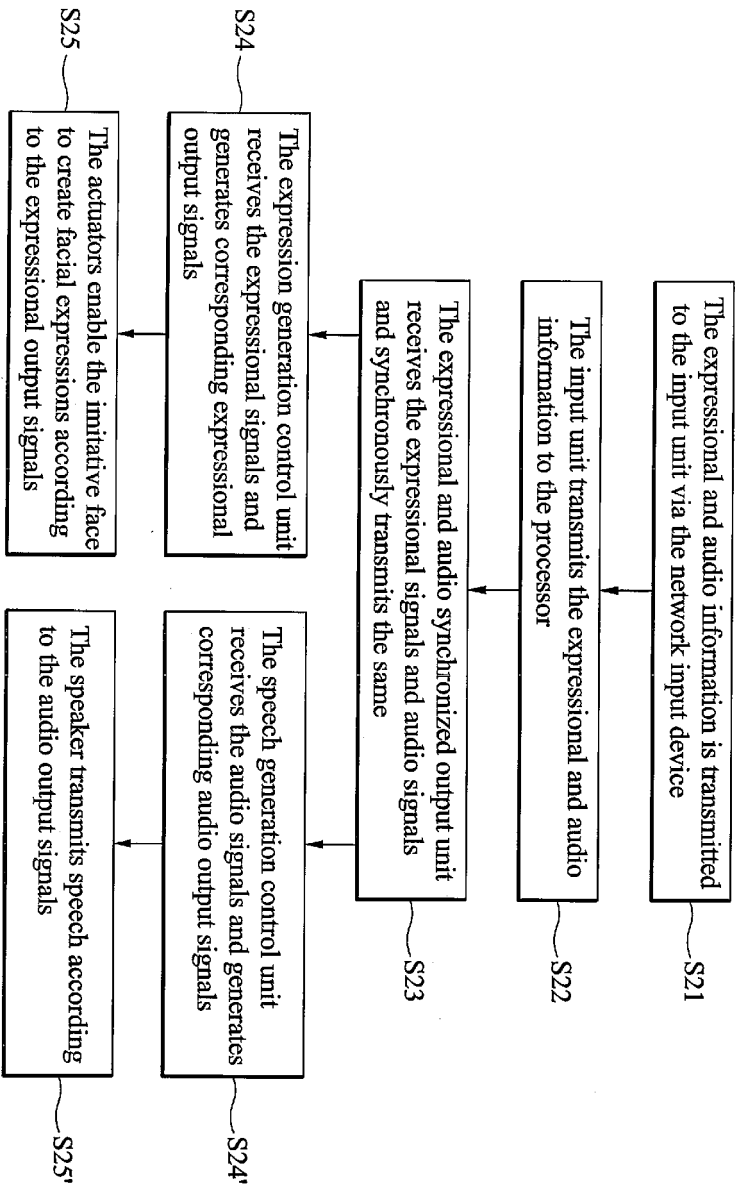 The expressional and audio information is transmitted
to the input unit via the network input device
S21
The input unit transmits the expressional and audio
information to the processor
S22
The expressional and audio synchronized output unit
receives the expressional signals and audio signals
and synchronously transmits the same
S23
S24
The expression generation control unit
receives the expressional signals and
generates corresponding expressional
output signals
The speech generation control unit
receives the audio signals and generates
corresponding audio output signals
S24'
S25
The actuators enable the imitative face
to create facial expressions according
to the expressional output signals
The speaker transmits speech according
to the audio output signals
S25'